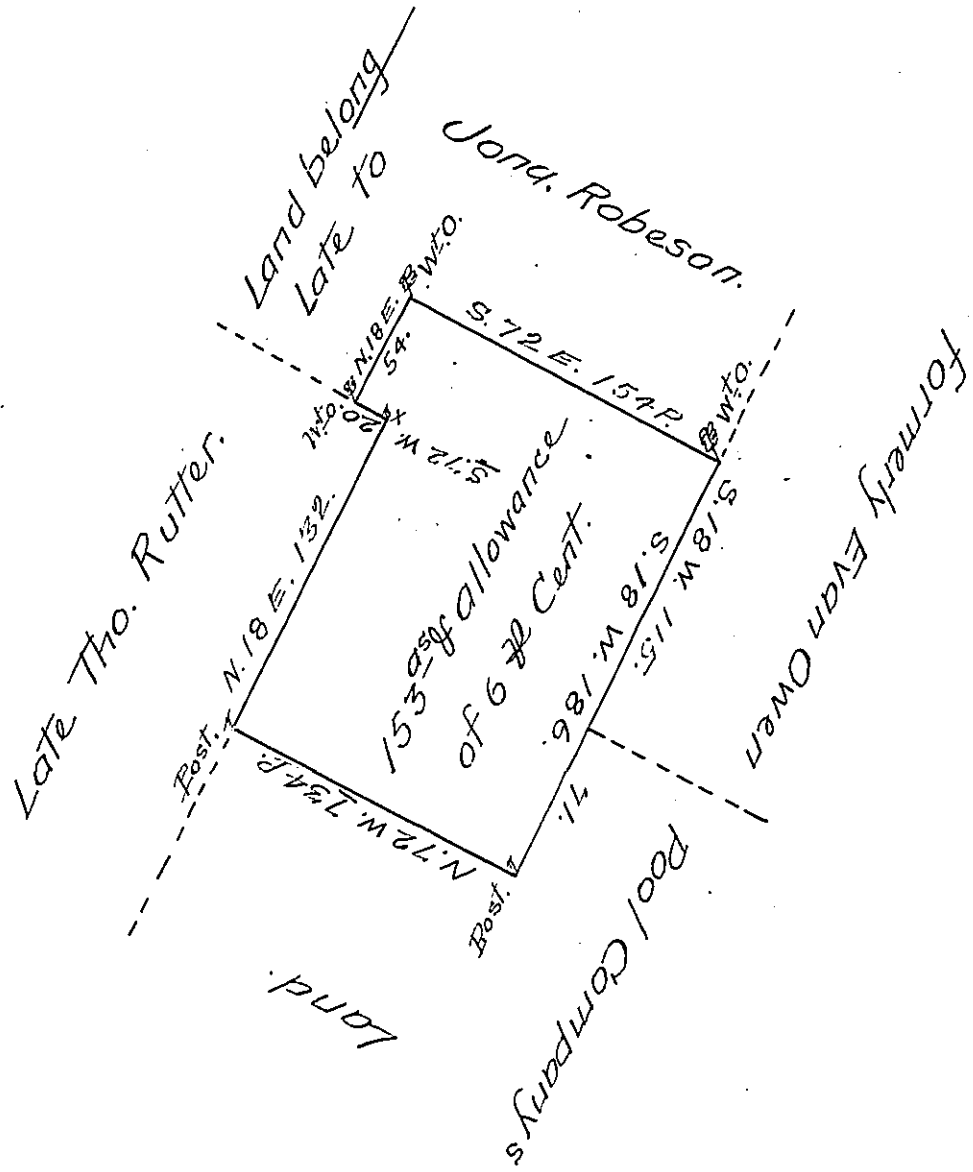 Land belong
Late to
Jona. Robeson.
Late Tho. Rutter.
Wt.O.
N. 18 E.
54.
Wt.O.
20
S. 72 W.
S. 72 E. 154 P.
Wt.O.
N. 18 E. 132.
Post.
153 as & allowance
of 6 ⅌ Cent.
S. 18 W. 186.
S. 18 W. 115.
71.
N. 72 W. 134 P.
Post.
formerly Evan Owen
Pool Companys
Land.